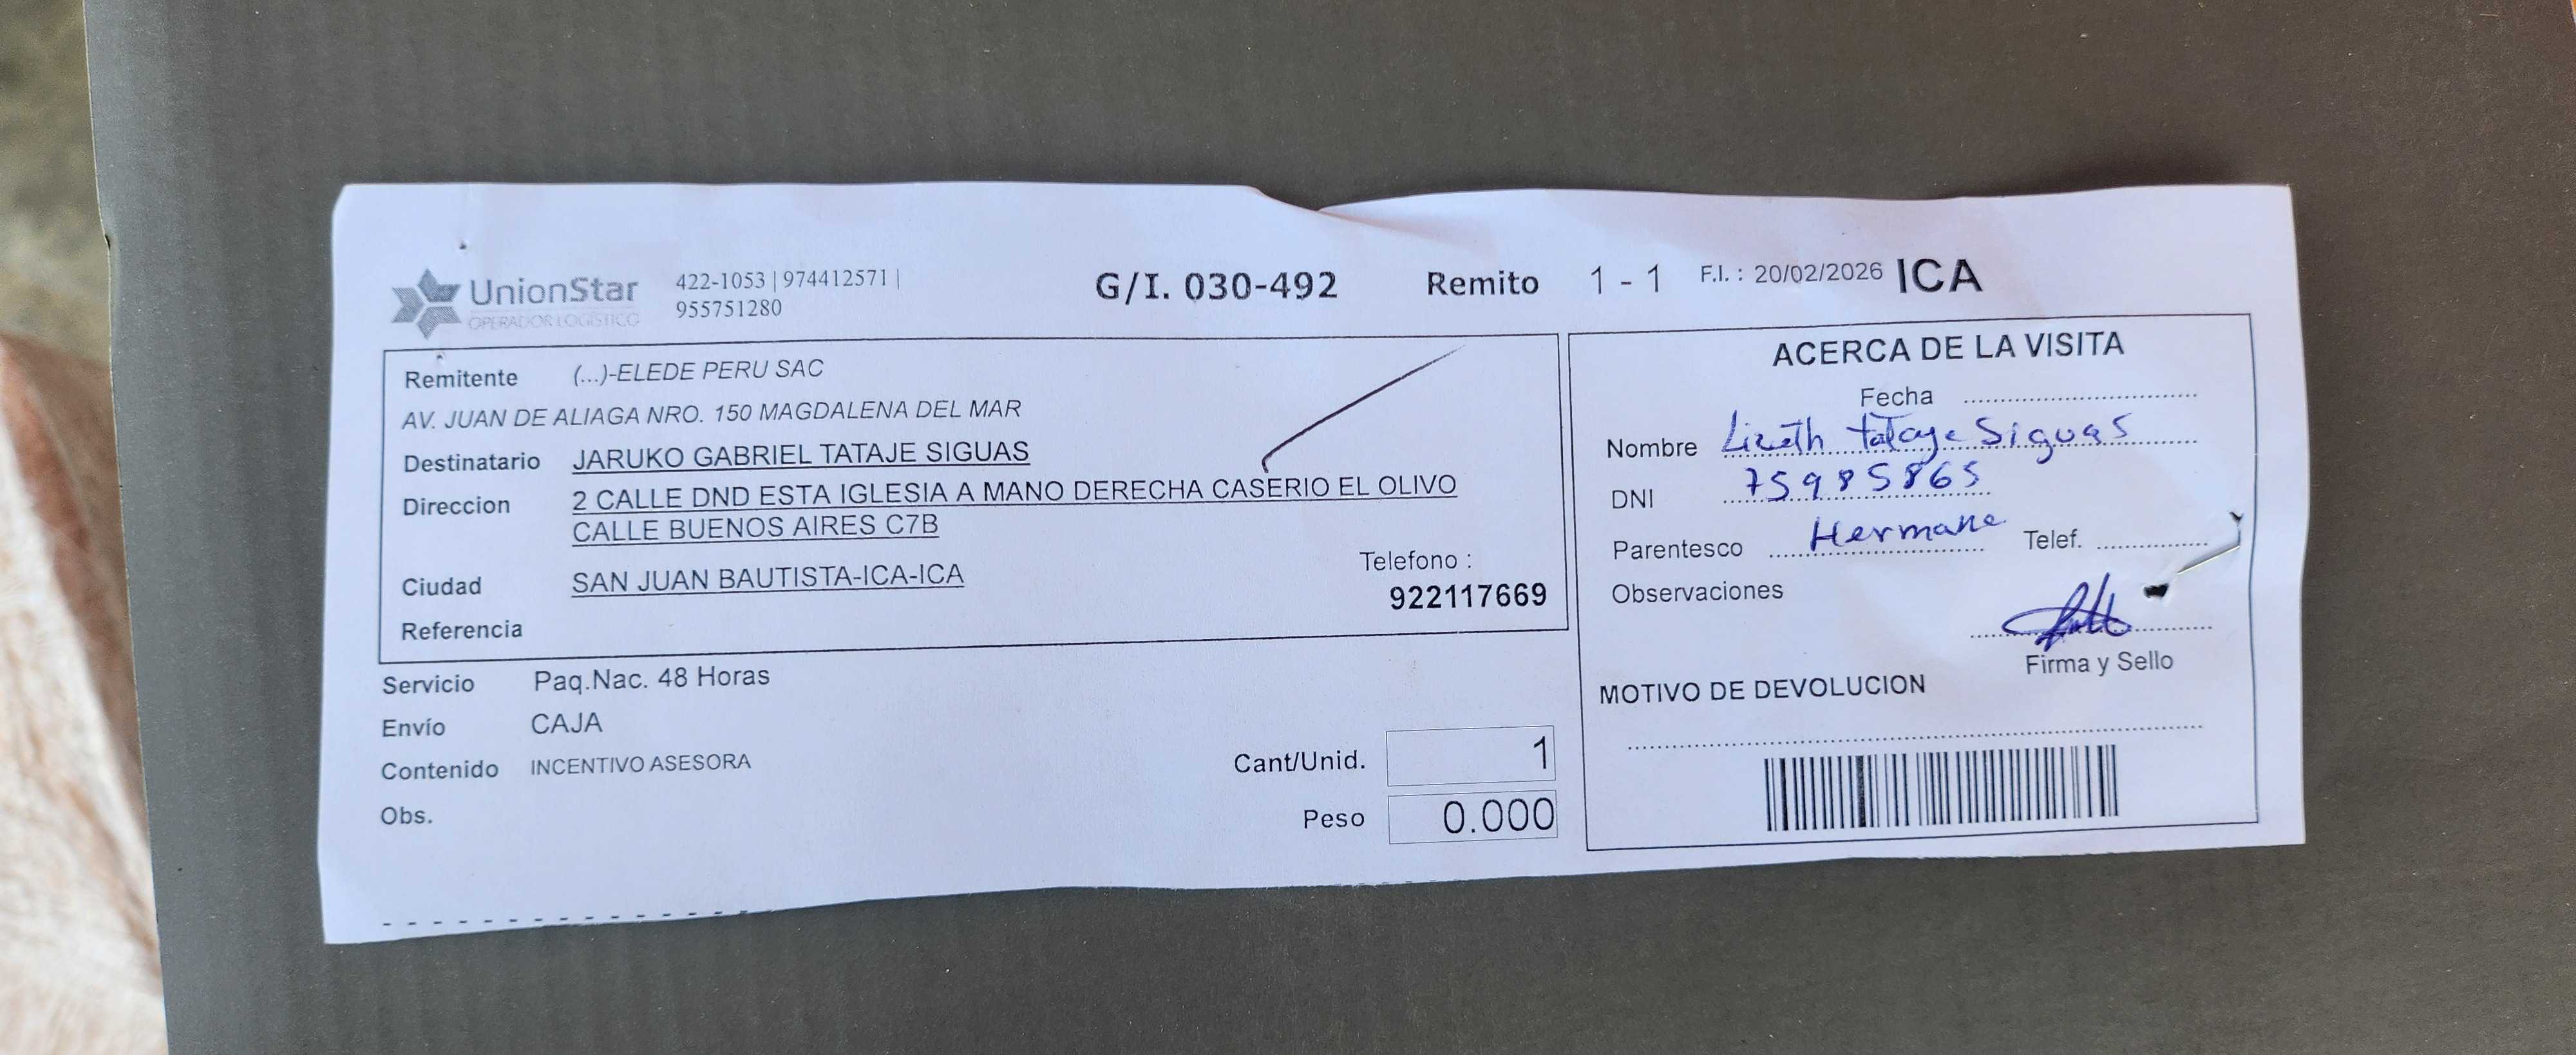 UnionStar
OPERADOR LOGISTICO
422-1053 | 974412571 |
955751280
G/I. 030-492 Remito 1 - 1 F.I. : 20/02/2026 ICA
Remitente (...)-ELEDE PERU SAC
AV. JUAN DE ALIAGA NRO. 150 MAGDALENA DEL MAR
Destinatario JARUKO GABRIEL TATAJE SIGUAS
Direccion 2 CALLE DND ESTA IGLESIA A MANO DERECHA CASERIO EL OLIVO
CALLE BUENOS AIRES C7B
Ciudad SAN JUAN BAUTISTA-ICA-ICA
Telefono :
922117669
Referencia
Servicio Paq.Nac. 48 Horas
Envío CAJA
Contenido INCENTIVO ASESORA
Obs.
Cant/Unid. 1
Peso 0.000
ACERCA DE LA VISITA
Fecha
Nombre Lizeth Tataje Siguas
DNI 75985865
Parentesco Hermana Telef.
Observaciones
Firma y Sello
MOTIVO DE DEVOLUCION